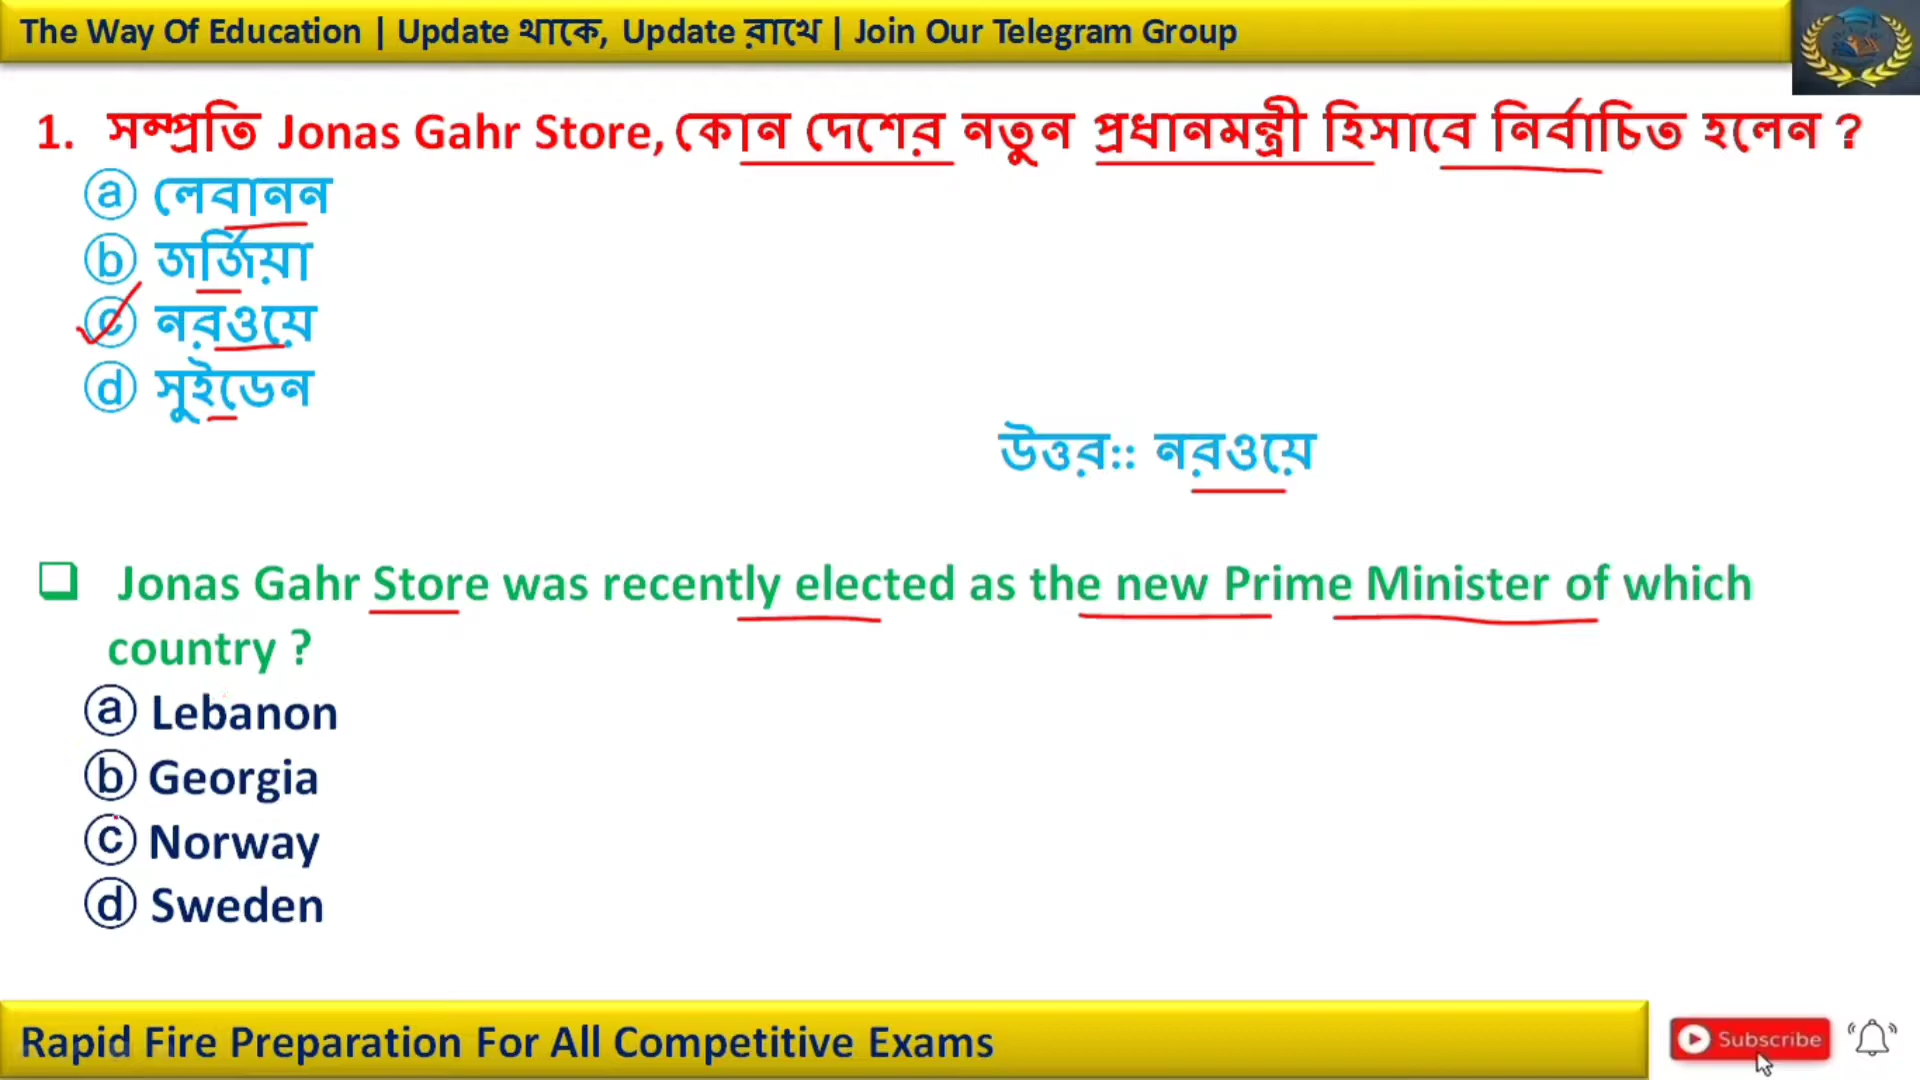 The Way Of Education | Update থাকে, Update রাখে | Join Our Telegram Group
1. সম্প্রতি Jonas Gahr Store, কোন দেশের নতুন প্রধানমন্ত্রী হিসাবে নির্বাচিত হলেন ?
ⓐ লেবানন
ⓑ জর্জিয়া
ⓒ নরওয়ে
ⓓ সুইডেন
উত্তর:: নরওয়ে
❑ Jonas Gahr Store was recently elected as the new Prime Minister of which
country ?
ⓐ Lebanon
ⓑ Georgia
ⓒ Norway
ⓓ Sweden
Rapid Fire Preparation For All Competitive Exams
Subscribe